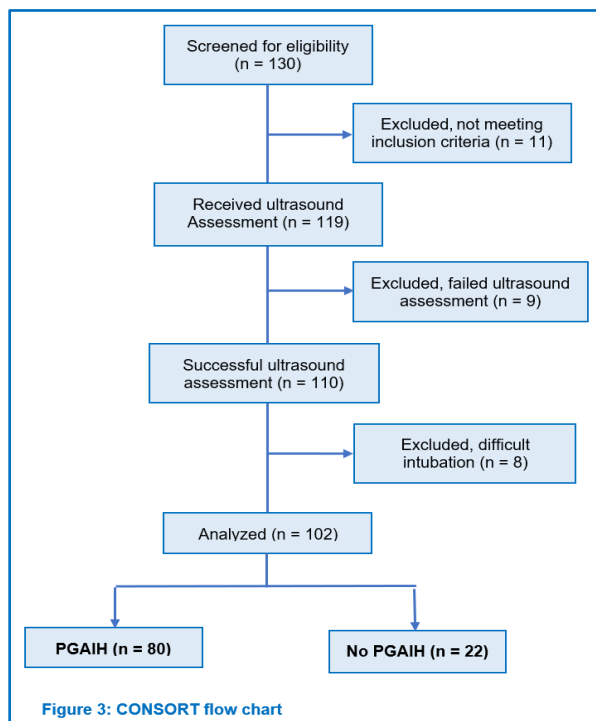 Screened for eligibility
(n = 130)
Excluded, not meeting
inclusion criteria (n = 11)
Received ultrasound
Assessment (n = 119)
Excluded, failed ultrasound
assessment (n = 9)
Successful ultrasound
assessment (n = 110)
Excluded, difficult
intubation (n = 8)
Analyzed (n = 102)
PGAIH (n = 80)
No PGAIH (n = 22)
Figure 3: CONSORT flow chart